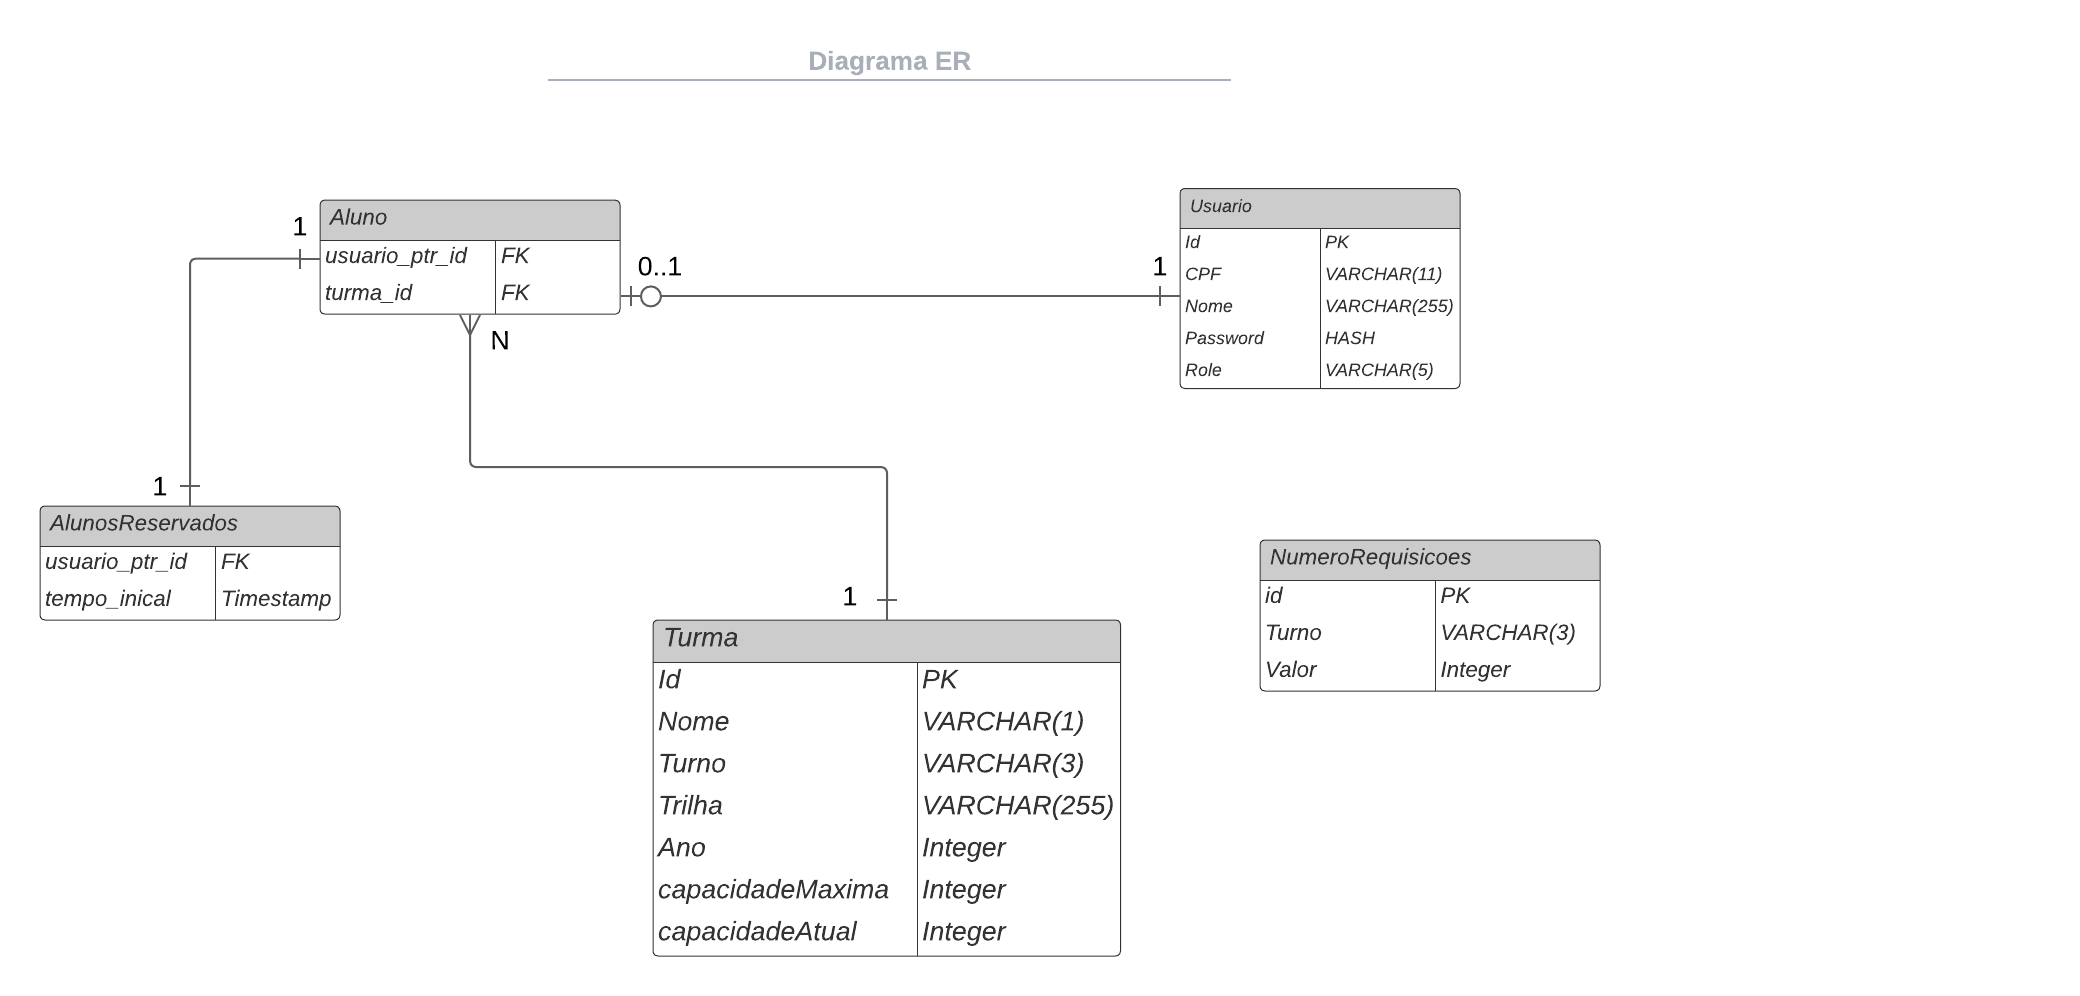 Diagrama ER
Aluno
usuario_ptr_id FK
turma_id FK
1
0..1
1
N
Usuario
Id PK
CPF VARCHAR(11)
Nome VARCHAR(255)
Password HASH
Role VARCHAR(5)
1
AlunosReservados
usuario_ptr_id FK
tempo_inical Timestamp
1
Turma
Id PK
Nome VARCHAR(1)
Turno VARCHAR(3)
Trilha VARCHAR(255)
Ano Integer
capacidadeMaxima Integer
capacidadeAtual Integer
NumeroRequisicoes
id PK
Turno VARCHAR(3)
Valor Integer